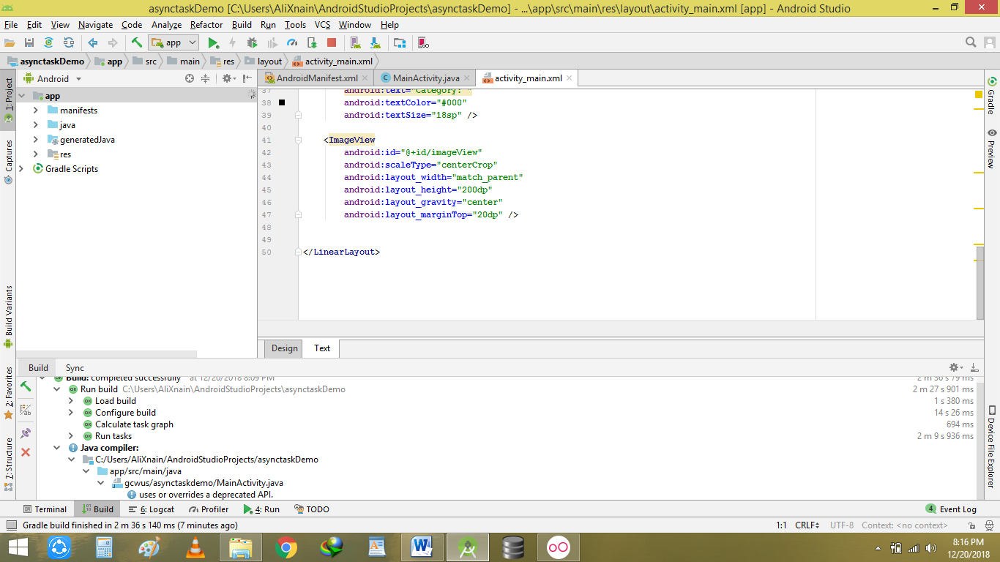 asynctaskDemo [C:\Users\AliXnain\AndroidStudioProjects\asynctaskDemo] - ...\app\src\main\res\layout\activity_main.xml [app] - Android Studio
File Edit View Navigate Code Analyze Refactor Build Run Tools VCS Window Help
app
asynctaskDemo app src main res layout activity_main.xml
1: Project
Captures
Build Variants
2: Favorites
7: Structure
Android
app
manifests
java
generatedJava
res
Gradle Scripts
AndroidManifest.xml MainActivity.java activity_main.xml
37 android:text="Category: "
38 android:textColor="#000"
39 android:textSize="18sp" />
40
41 <ImageView
42 android:id="@+id/imageView"
43 android:scaleType="centerCrop"
44 android:layout_width="match_parent"
45 android:layout_height="200dp"
46 android:layout_gravity="center"
47 android:layout_marginTop="20dp" />
48
49
50 </LinearLayout>
Design Text
Gradle
Preview
Device File Explorer
Build Sync
Build: completed successfully at 12/20/2018 8:09 PM 2 m 36 s 79 ms
Run build C:\Users\AliXnain\AndroidStudioProjects\asynctaskDemo 2 m 27 s 901 ms
Load build 1 s 380 ms
Configure build 14 s 26 ms
Calculate task graph 694 ms
Run tasks 2 m 9 s 936 ms
Java compiler:
C:/Users/AliXnain/AndroidStudioProjects/asynctaskDemo
app/src/main/java
gcwus/asynctaskdemo/MainActivity.java
uses or overrides a deprecated API.
Terminal Build 6: Logcat Profiler 4: Run TODO 4 Event Log
Gradle build finished in 2 m 36 s 140 ms (7 minutes ago) 1:1 CRLF UTF-8 Context: <no context>
8:16 PM
12/20/2018